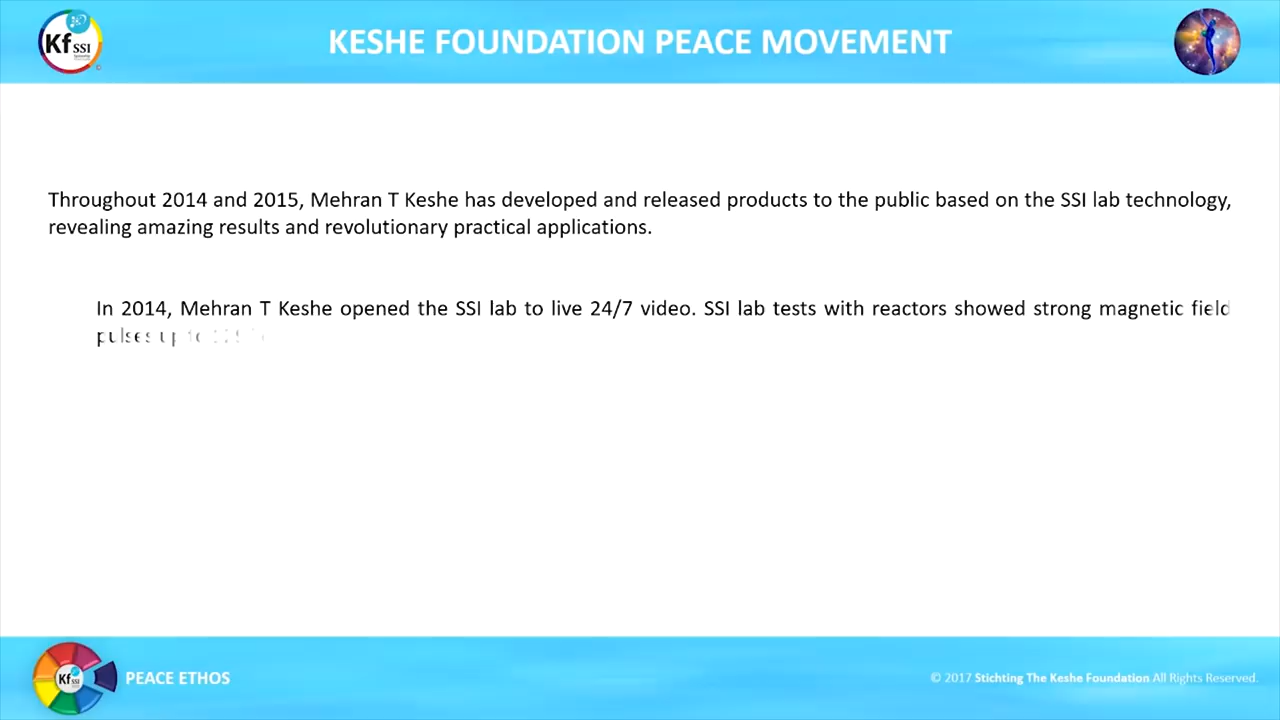 Kf SSI
KESHE FOUNDATION PEACE MOVEMENT
Throughout 2014 and 2015, Mehran T Keshe has developed and released products to the public based on the SSI lab technology,
revealing amazing results and revolutionary practical applications.
In 2014, Mehran T Keshe opened the SSI lab to live 24/7 video. SSI lab tests with reactors showed strong magnetic field
pulses up to
Kf SSI
PEACE ETHOS
© 2017 Stichting The Keshe Foundation All Rights Reserved.